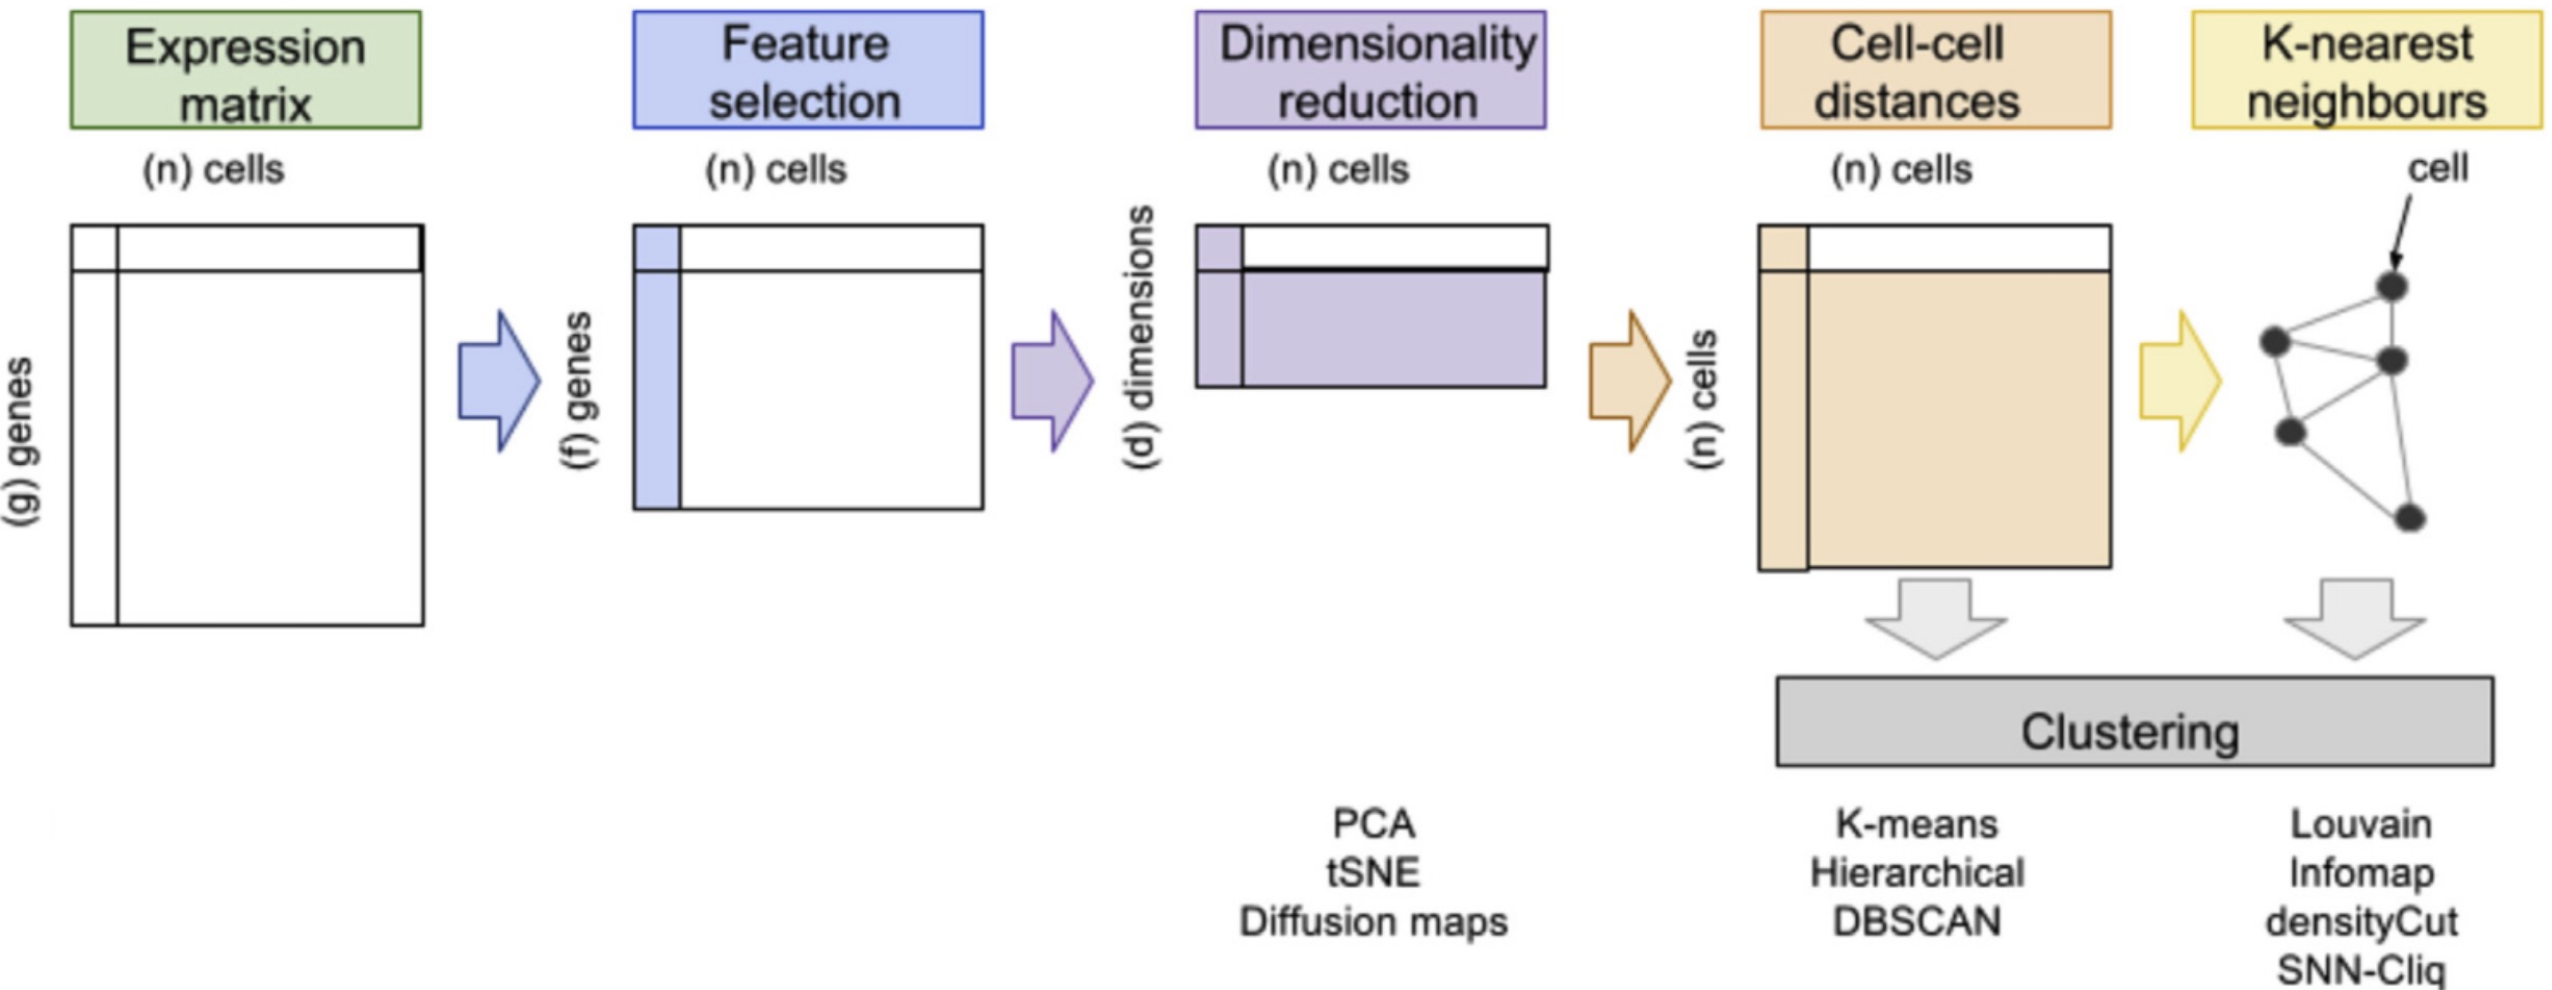 Expression
matrix
Feature
selection
Dimensionality
reduction
Cell-cell
distances
K-nearest
neighbours
(n) cells
(n) cells
(n) cells
(n) cells
cell
(g) genes
(f) genes
(d) dimensions
(n) cells
Clustering
PCA
tSNE
Diffusion maps
K-means
Hierarchical
DBSCAN
Louvain
Infomap
densityCut
SNN-Cliq